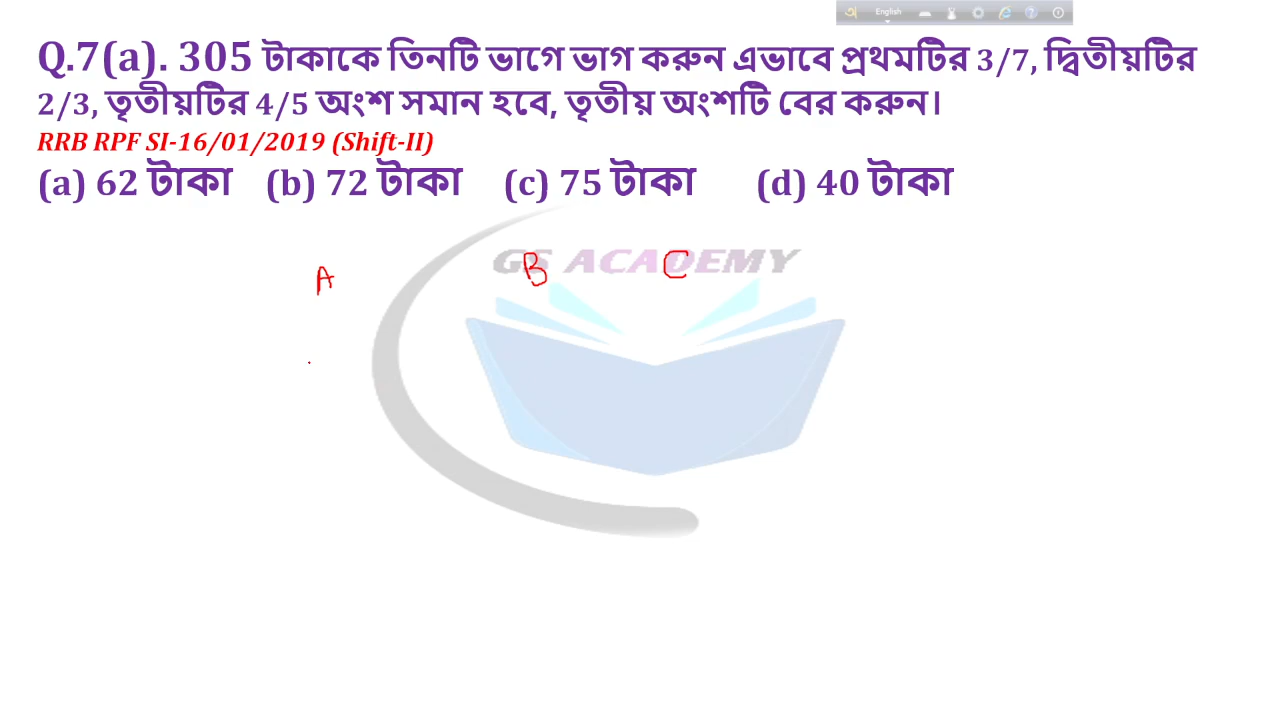 English
Q.7(a). 305 টাকাকে তিনটি ভাগে ভাগ করুন এভাবে প্রথমটির 3/7, দ্বিতীয়টির
2/3, তৃতীয়টির 4/5 অংশ সমান হবে, তৃতীয় অংশটি বের করুন।
RRB RPF SI-16/01/2019 (Shift-II)
(a) 62 টাকা (b) 72 টাকা (c) 75 টাকা (d) 40 টাকা
GS ACADEMY
A B C